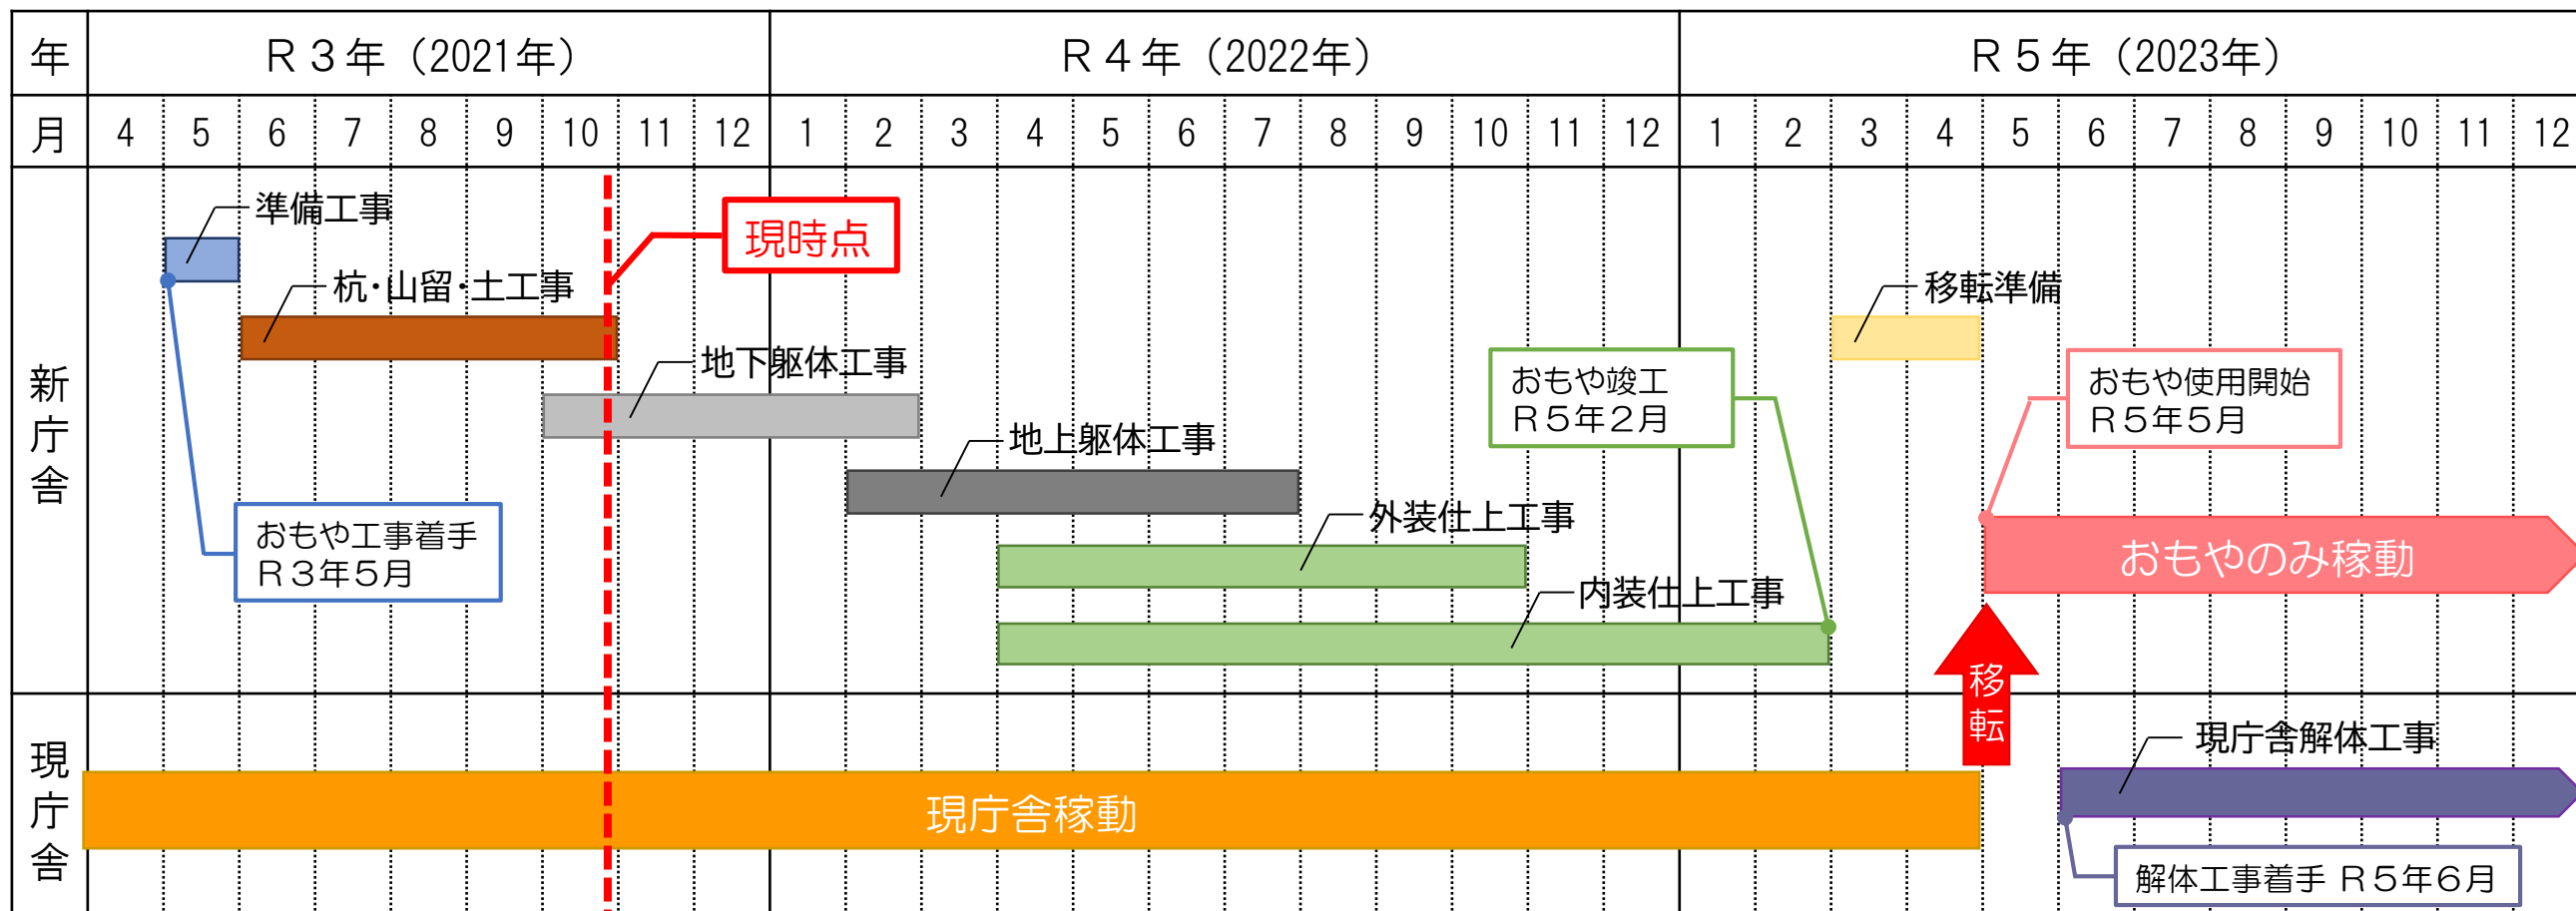 年 R３年（2021年） R４年（2022年） R５年（2023年）
月 4 5 6 7 8 9 10 11 12 1 2 3 4 5 6 7 8 9 10 11 12 1 2 3 4 5 6 7 8 9 10 11 12
新庁舎
準備工事
現時点
杭・山留・土工事
移転準備
地下躯体工事
おもや竣工
Ｒ５年２月
おもや使用開始
Ｒ５年５月
地上躯体工事
外装仕上工事
おもや工事着手
Ｒ３年５月
おもやのみ稼動
内装仕上工事
移転
現庁舎
現庁舎解体工事
現庁舎稼動
解体工事着手 Ｒ５年６月